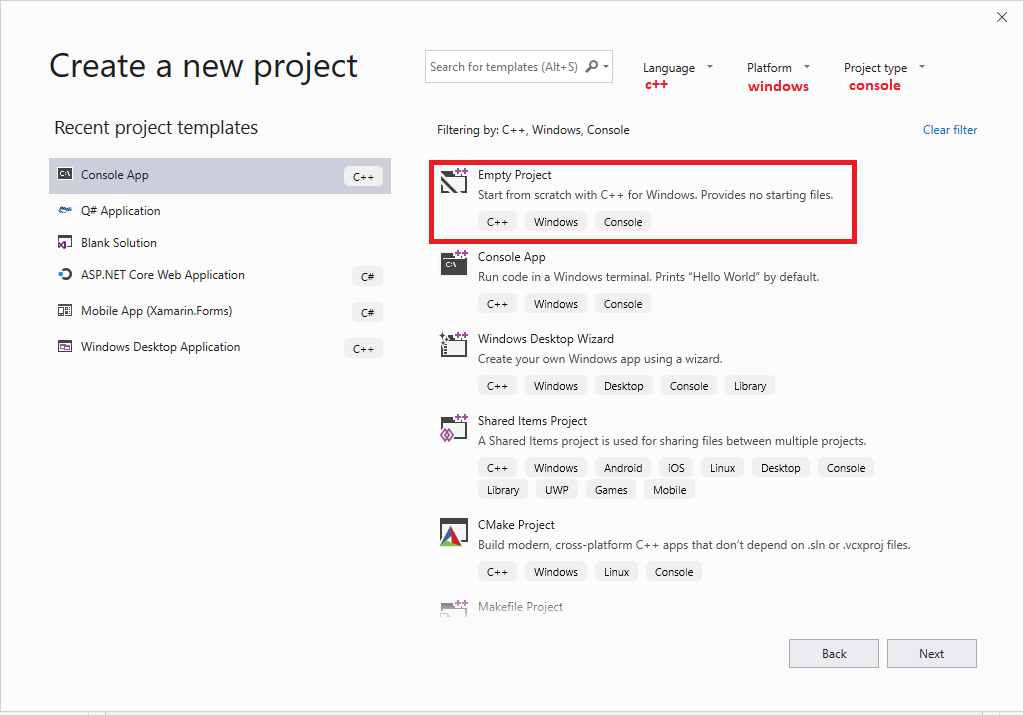 Create a new project
Search for templates (Alt+S)
Language
Platform
Project type
c++
windows
console
Recent project templates
Filtering by: C++, Windows, Console
Clear filter
Console App
C++
Q# Application
Blank Solution
ASP.NET Core Web Application
C#
Mobile App (Xamarin.Forms)
C#
Windows Desktop Application
C++
Empty Project
Start from scratch with C++ for Windows. Provides no starting files.
C++ Windows Console
Console App
Run code in a Windows terminal. Prints "Hello World" by default.
C++ Windows Console
Windows Desktop Wizard
Create your own Windows app using a wizard.
C++ Windows Desktop Console Library
Shared Items Project
A Shared Items project is used for sharing files between multiple projects.
C++ Windows Android iOS Linux Desktop Console
Library UWP Games Mobile
CMake Project
Build modern, cross-platform C++ apps that don't depend on .sln or .vcxproj files.
C++ Windows Linux Console
Makefile Project
Back
Next